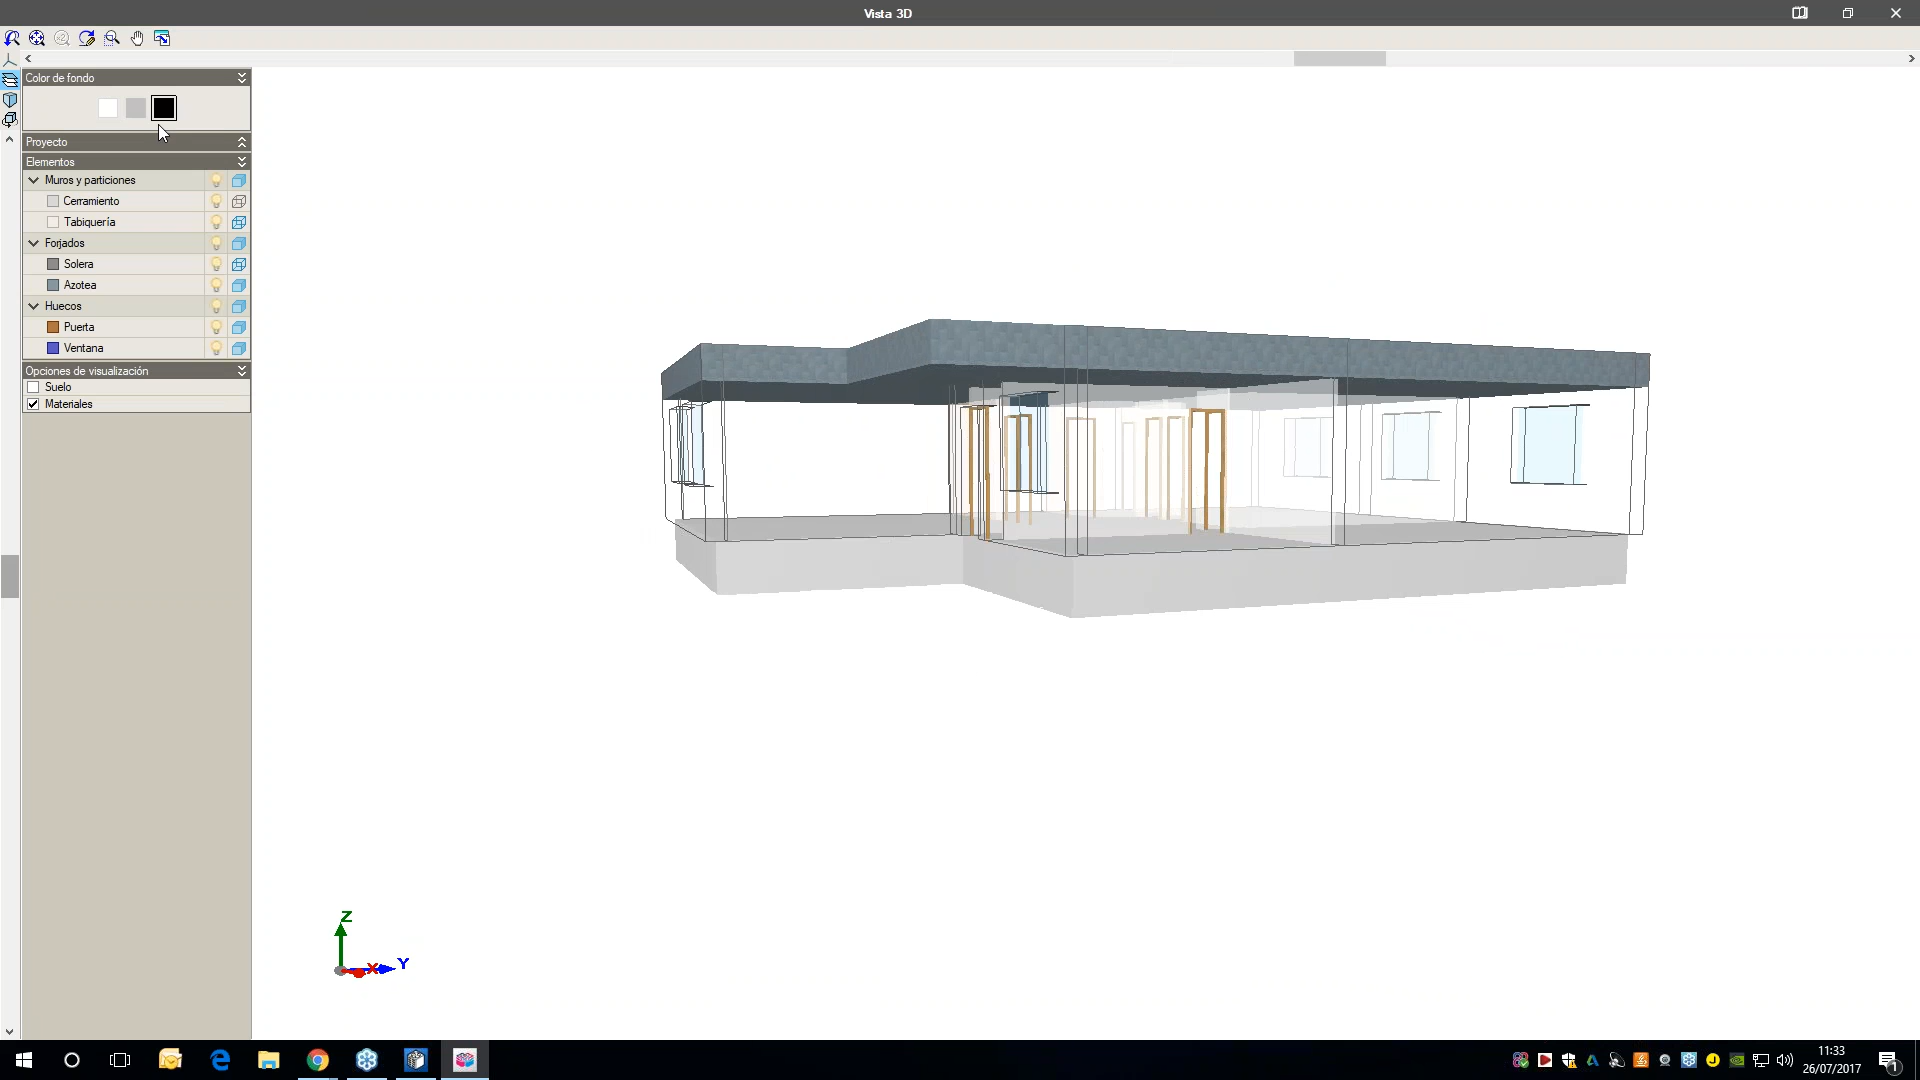 Vista 3D
Color de fondo
Proyecto
Elementos
Muros y particiones
Cerramiento
Tabiquería
Forjados
Solera
Azotea
Huecos
Puerta
Ventana
Opciones de visualización
Suelo
Materiales
Z
X
Y
11:33
26/07/2017
1